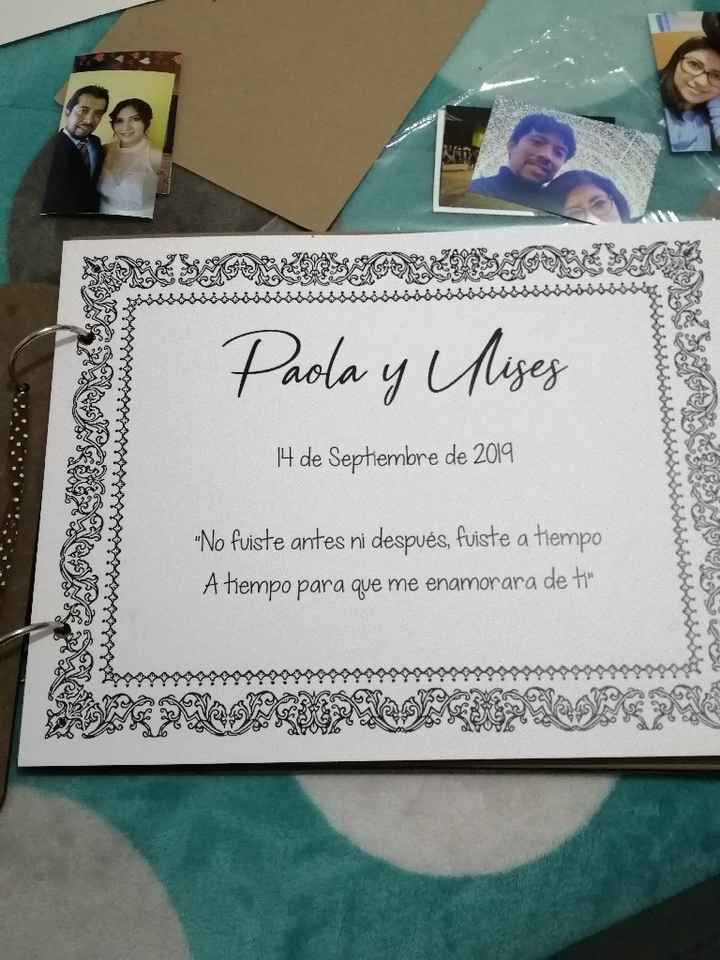 Paola y Ulises
14 de Septiembre de 2019
"No fuiste antes ni después, fuiste a tiempo
A tiempo para que me enamorara de ti"